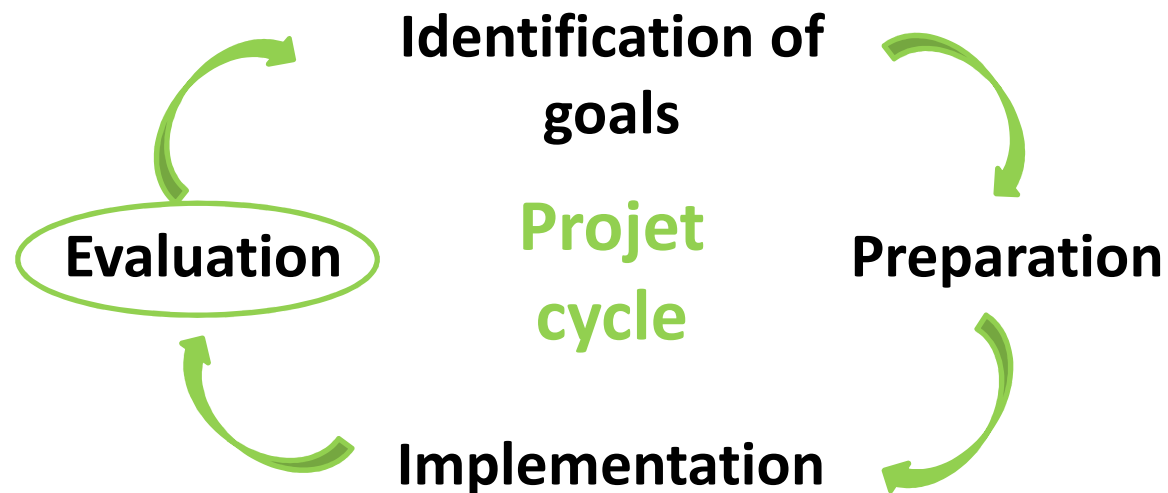 Identification of
goals
Projet
cycle
Evaluation
Preparation
Implementation